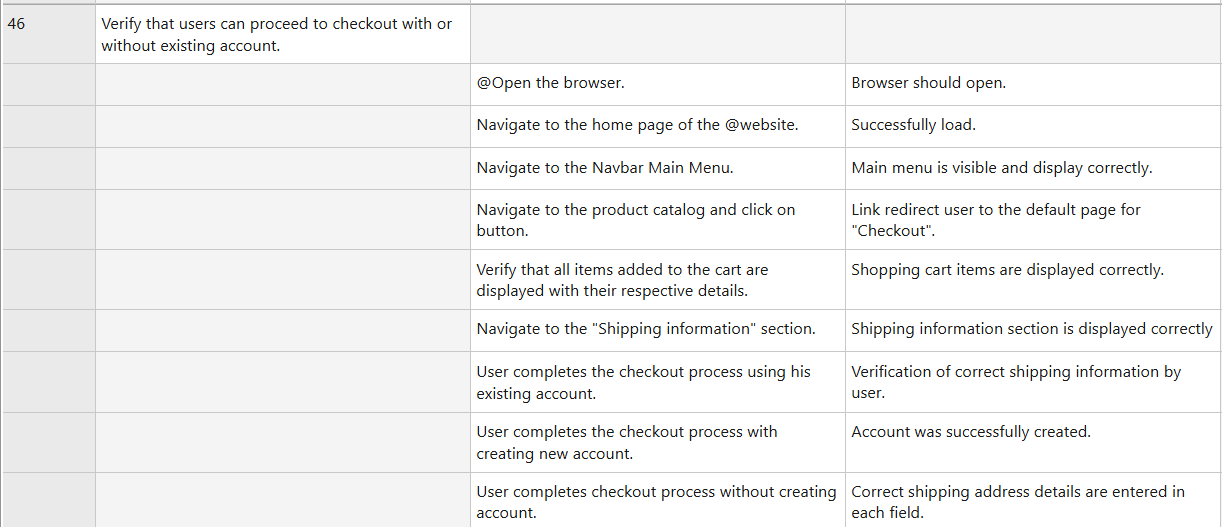 46
Verify that users can proceed to checkout with or
without existing account.
@Open the browser.
Browser should open.
Navigate to the home page of the @website.
Successfully load.
Navigate to the Navbar Main Menu.
Main menu is visible and display correctly.
Navigate to the product catalog and click on
button.
Link redirect user to the default page for
"Checkout".
Verify that all items added to the cart are
displayed with their respective details.
Shopping cart items are displayed correctly.
Navigate to the "Shipping information" section.
Shipping information section is displayed correctly
User completes the checkout process using his
existing account.
Verification of correct shipping information by
user.
User completes the checkout process with
creating new account.
Account was successfully created.
User completes checkout process without creating
account.
Correct shipping address details are entered in
each field.